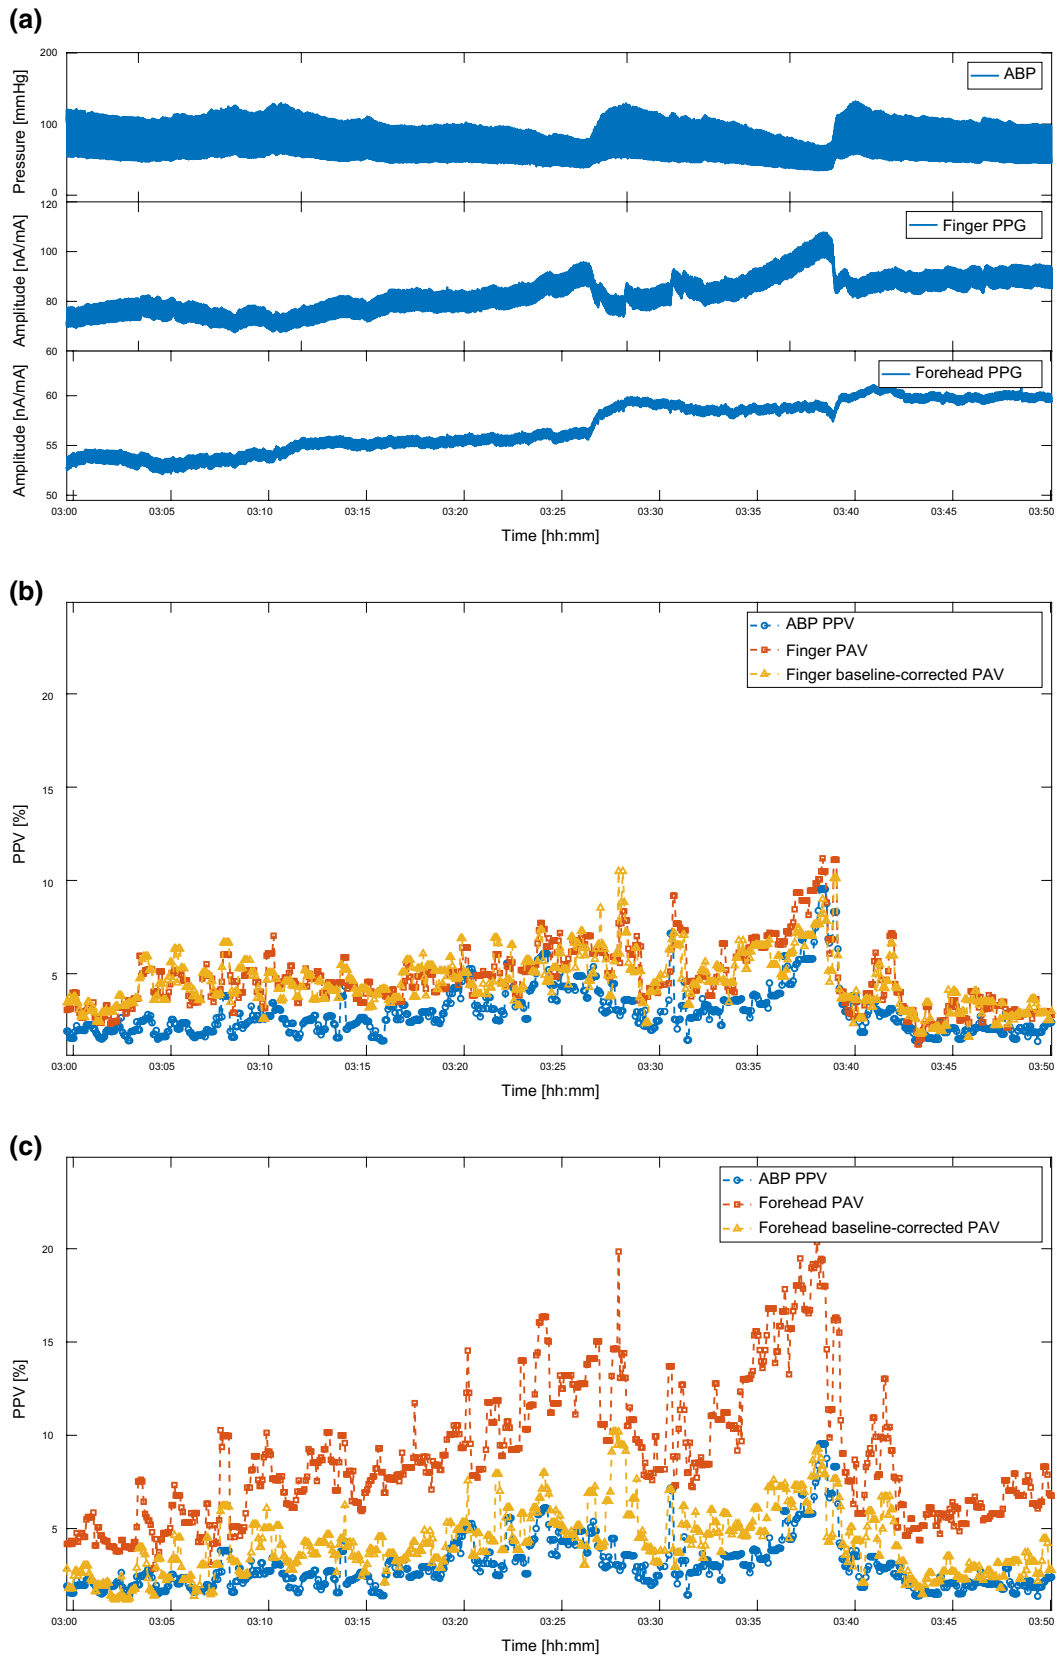 (a)
200
100
0
Pressure [mmHg]
ABP
120
100
80
60
Amplitude [nA/mA]
Finger PPG
60
55
50
Amplitude [nA/mA]
Forehead PPG
03:00 03:05 03:10 03:15 03:20 03:25 03:30 03:35 03:40 03:45 03:50
Time [hh:mm]
(b)
ABP PPV
Finger PAV
Finger baseline-corrected PAV
20
15
10
5
PPV [%]
03:00 03:05 03:10 03:15 03:20 03:25 03:30 03:35 03:40 03:45 03:50
Time [hh:mm]
(c)
ABP PPV
Forehead PAV
Forehead baseline-corrected PAV
20
15
10
5
PPV [%]
03:00 03:05 03:10 03:15 03:20 03:25 03:30 03:35 03:40 03:45 03:50
Time [hh:mm]